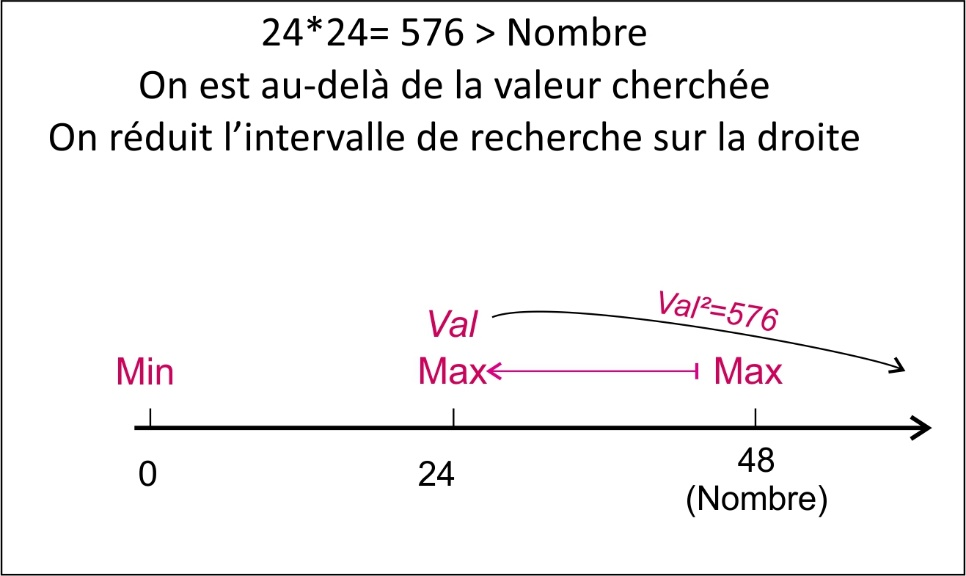 24*24= 576 > Nombre
On est au-delà de la valeur cherchée
On réduit l’intervalle de recherche sur la droite
Val
Val²=576
Min
Max
Max
0
24
48
(Nombre)